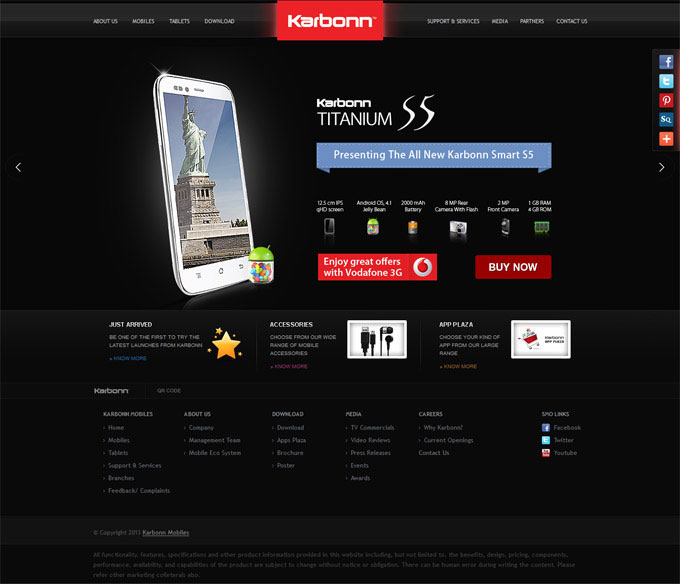 ABOUT US MOBILES TABLETS DOWNLOAD Karbonn™ SUPPORT & SERVICES MEDIA PARTNERS CONTACT US
Karbonn
TITANIUM S5
Presenting The All New Karbonn Smart S5
12.5 cm IPS
qHD screen
Android OS, 4.1
Jelly Bean
2000 mAh
Battery
8 MP Rear
Camera With Flash
2 MP
Front Camera
1 GB RAM
4 GB ROM
Enjoy great offers
with Vodafone 3G
BUY NOW
JUST ARRIVED
BE ONE OF THE FIRST TO TRY THE
LATEST LAUNCHES FROM KARBONN
» KNOW MORE
ACCESSORIES
CHOOSE FROM OUR WIDE
RANGE OF MOBILE
ACCESSORIES
» KNOW MORE
APP PLAZA
CHOOSE YOUR KIND OF
APP FROM OUR LARGE
RANGE
» KNOW MORE
Karbonn
APP PLAZA
Karbonn QR CODE
KARBONN MOBILES
Home
Mobiles
Tablets
Support & Services
Branches
Feedback/ Complaints
ABOUT US
Company
Management Team
Mobile Eco System
DOWNLOAD
Download
Apps Plaza
Brochure
Poster
MEDIA
TV Commercials
Video Reviews
Press Releases
Events
Awards
CAREERS
Why Karbonn?
Current Openings
Contact Us
SMO LINKS
Facebook
Twitter
Youtube
© Copyright 2013 Karbonn Mobiles
All functionality, features, specifications and other product information provided in this website including, but not limited to, the benefits, design, pricing, components,
performance, availability, and capabilities of the product are subject to change without notice or obligation. There can be human error during writing the content. Please
refer other marketing collaterals also.